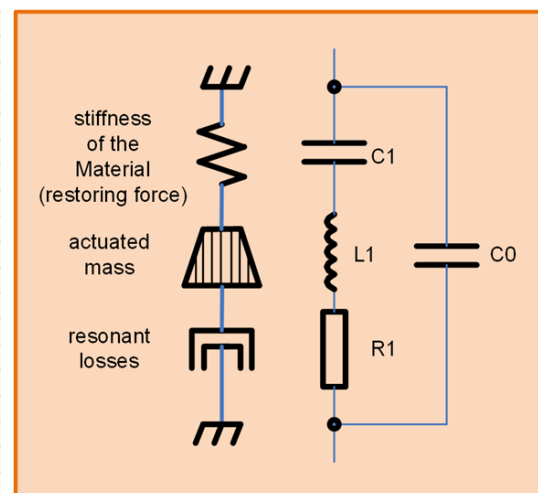 stiffness
of the
Material
(restoring force)
actuated
mass
resonant
losses
C1
L1
R1
C0